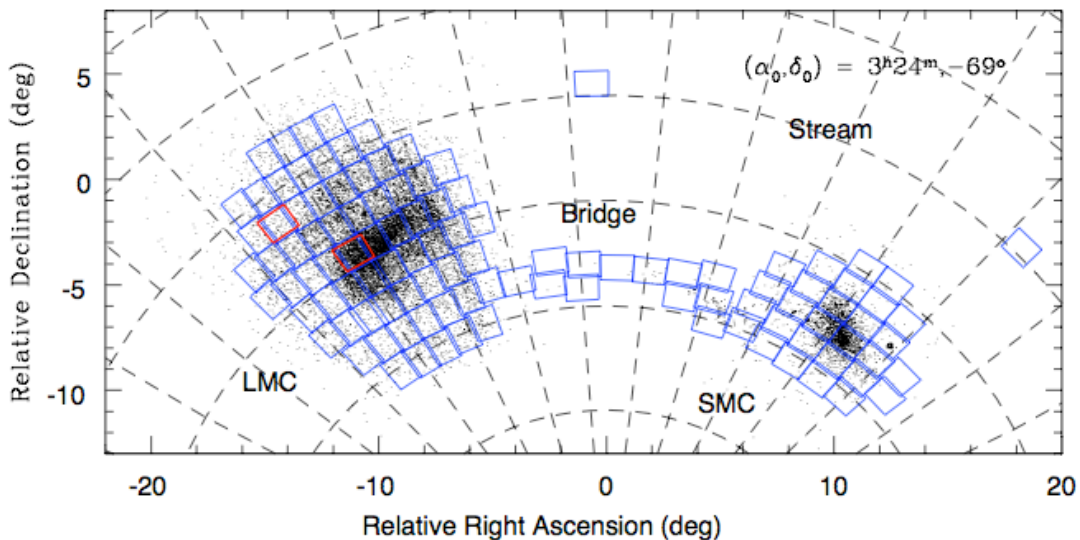 (α₀,δ₀) = 3ʰ24ᵐ, -69°
Stream
Bridge
LMC
SMC
Relative Declination (deg)
5
0
-5
-10
-20
-10
0
10
20
Relative Right Ascension (deg)